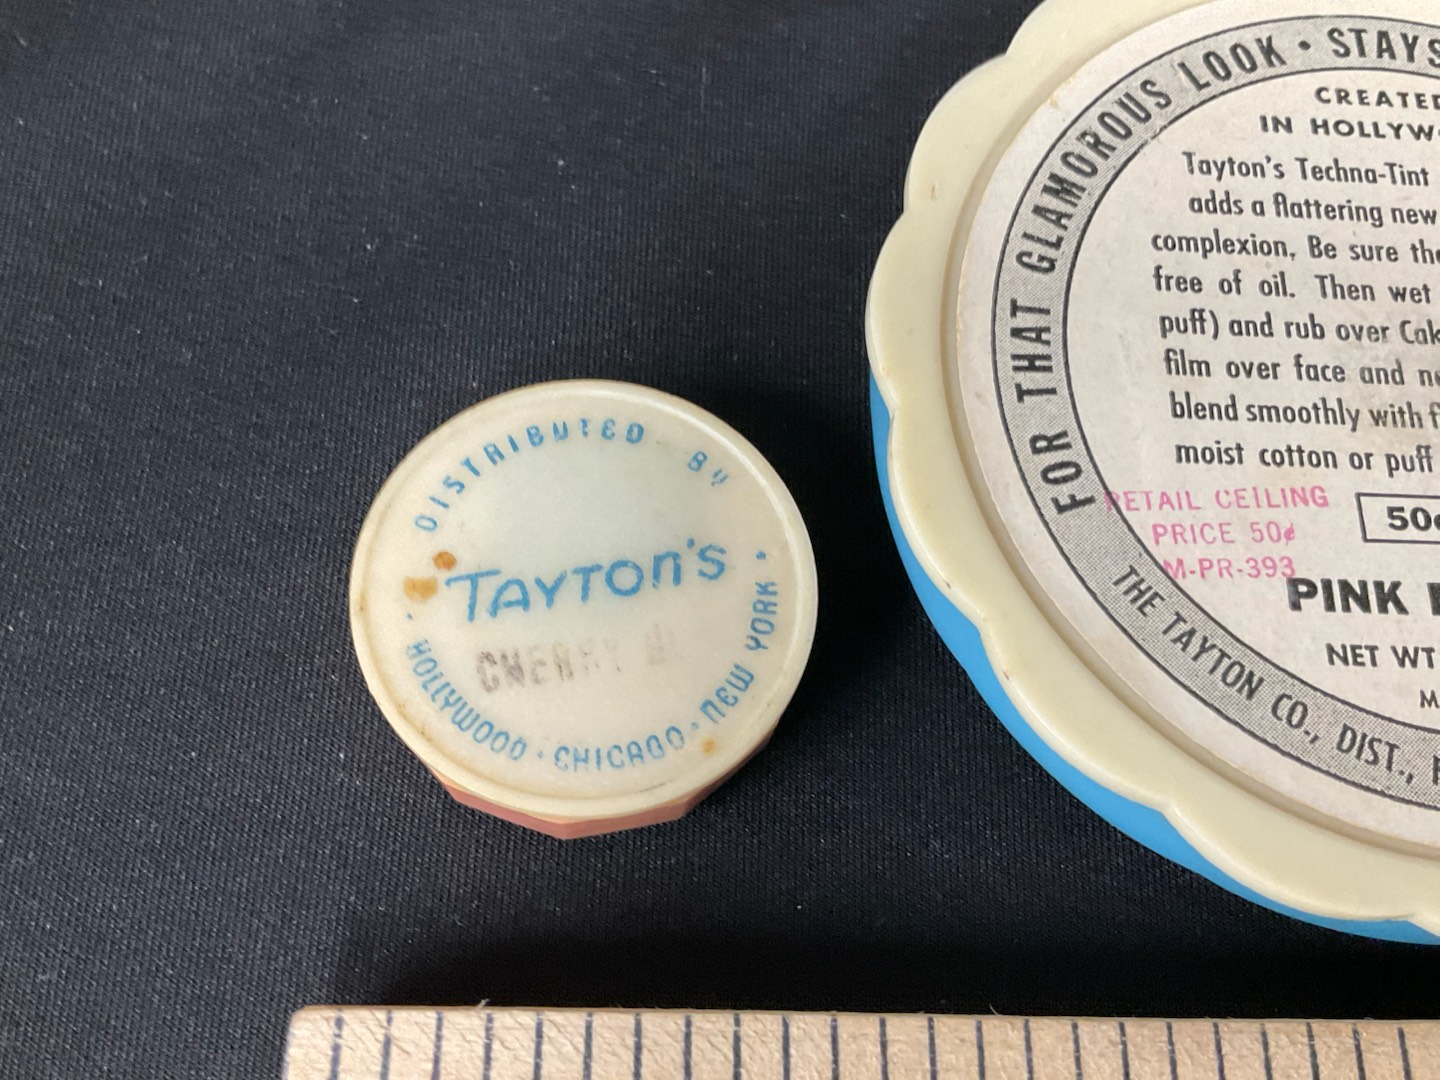 DISTRIBUTED BY
TAYTON'S
CHERRY
· HOLLYWOOD · CHICAGO · NEW YORK ·
FOR THAT GLAMOROUS LOOK • STAYS
CREATED
IN HOLLYW
Tayton's Techna-Tint
adds a flattering new
complexion. Be sure the
free of oil. Then wet
puff) and rub over Cak
film over face and ne
blend smoothly with f
moist cotton or puff
RETAIL CEILING
PRICE 50¢
M-PR-393
50¢
PINK
NET WT
M
THE TAYTON CO., DIST.,